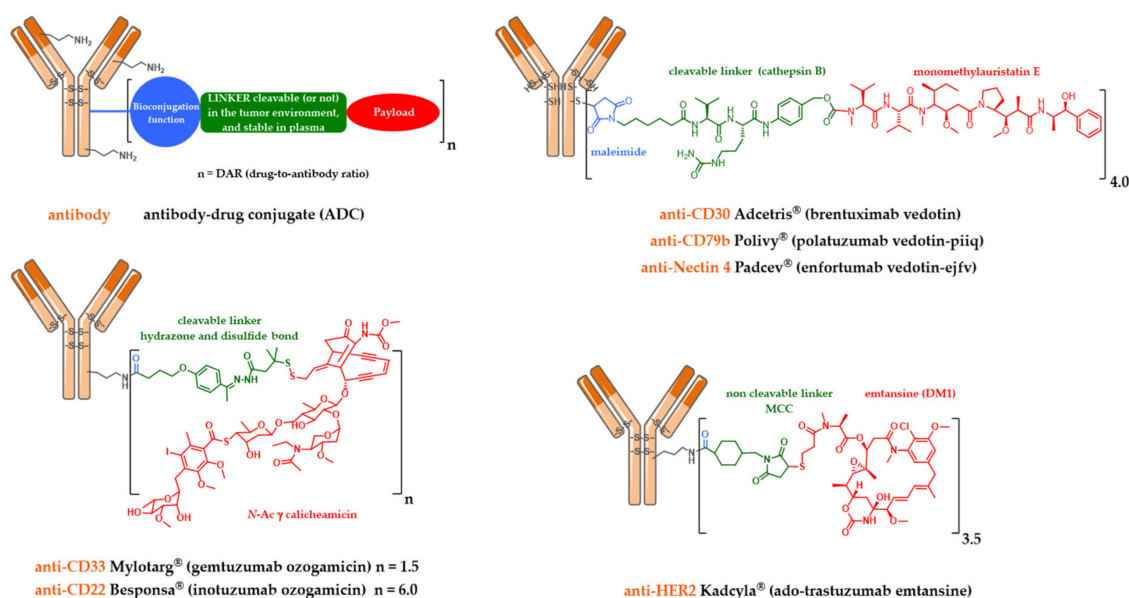 NH2
NH2
NH2
-S-S-
Bioconjugation
function
LINKER cleavable (or not)
in the tumor environment,
and stable in plasma
Payload
n
n = DAR (drug-to-antibody ratio)
antibody antibody-drug conjugate (ADC)
cleavable linker (cathepsin B)
monomethylauristatin E
maleimide
4.0
anti-CD30 Adcetris® (brentuximab vedotin)
anti-CD79b Polivy® (polatuzumab vedotin-piiq)
anti-Nectin 4 Padcev® (enfortumab vedotin-ejfv)
cleavable linker
hydrazone and disulfide bond
N-Ac γ calicheamicin
n
anti-CD33 Mylotarg® (gemtuzumab ozogamicin) n = 1.5
anti-CD22 Besponsa® (inotuzumab ozogamicin) n = 6.0
non cleavable linker
MCC
emtansine (DM1)
3.5
anti-HER2 Kadcyla® (ado-trastuzumab emtansine)